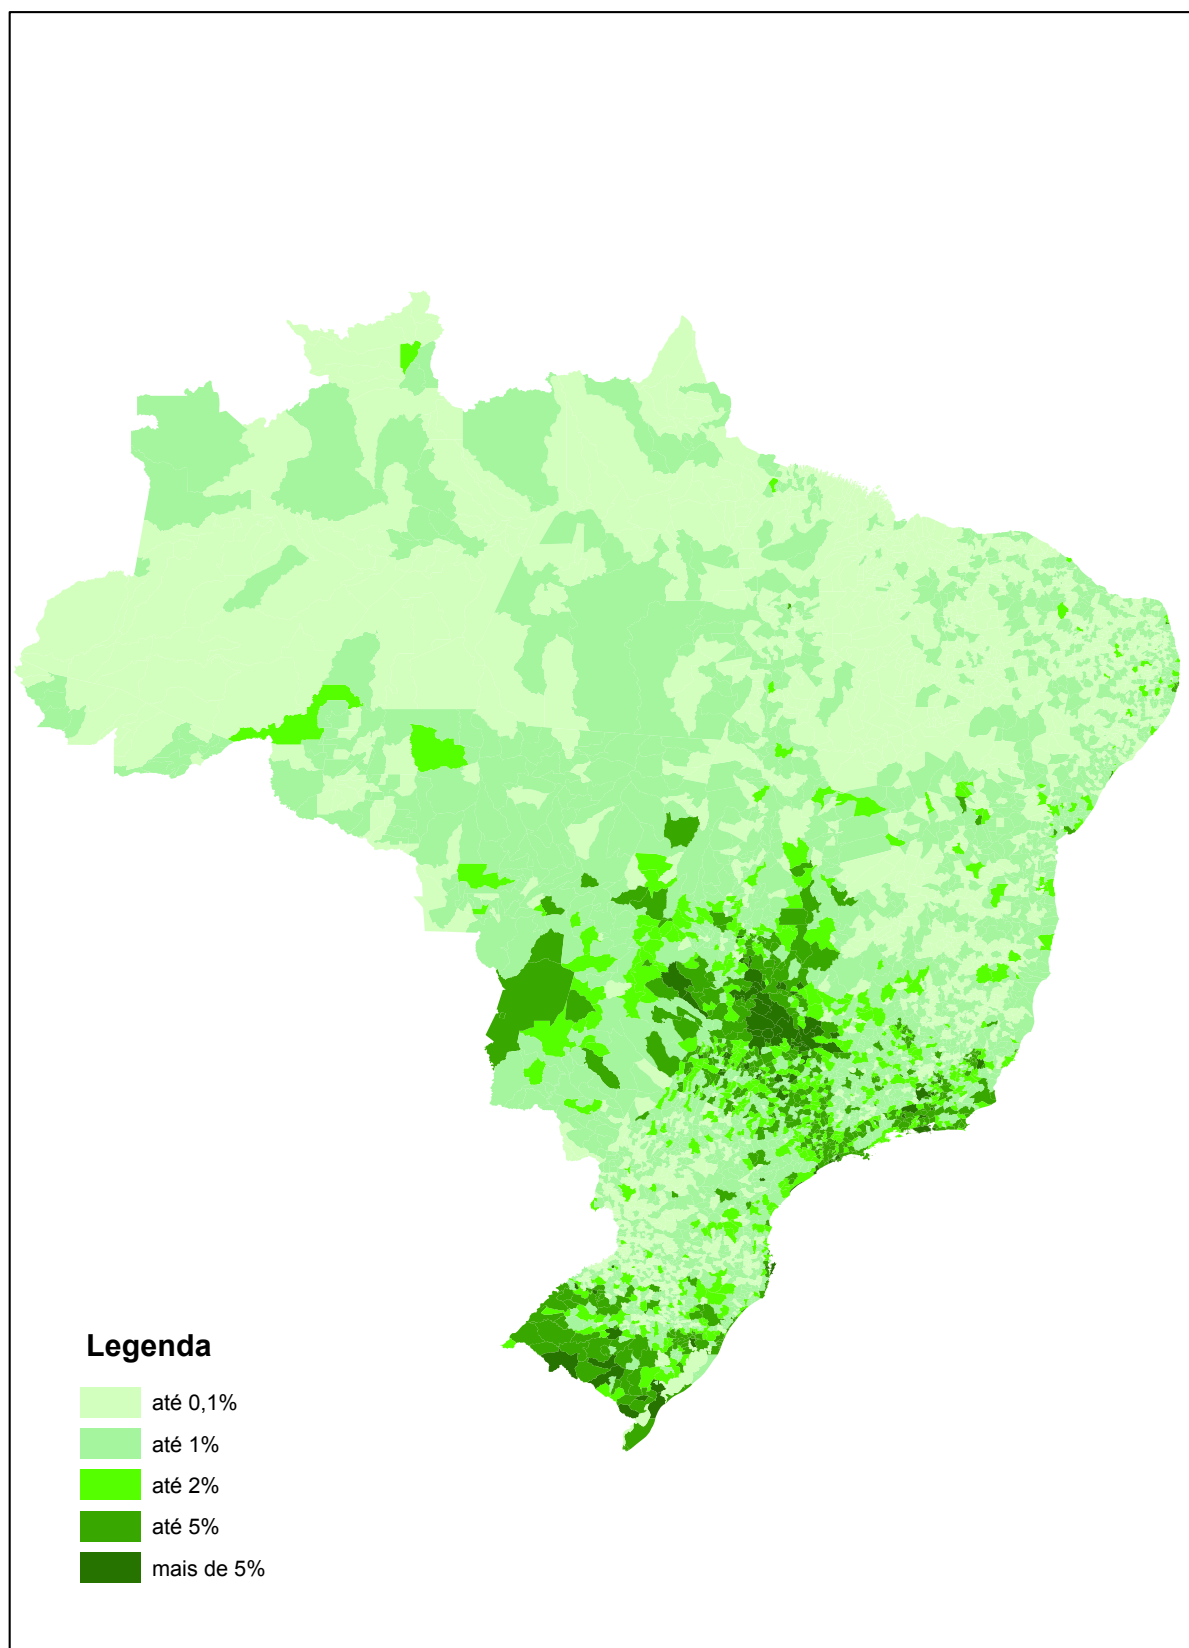 Legenda
até 0,1%
até 1%
até 2%
até 5%
mais de 5%